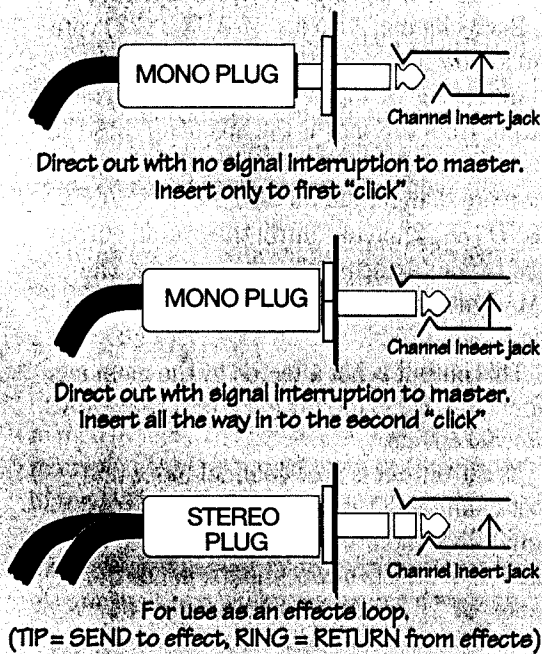 MONO PLUG
Channel Insert jack
Direct out with no signal interruption to master.
Insert only to first “click”
MONO PLUG
Channel Insert jack
Direct out with signal interruption to master.
Insert all the way in to the second “click”
STEREO
PLUG
Channel Insert jack
For use as an effects loop.
(TIP = SEND to effect, RING = RETURN from effects)